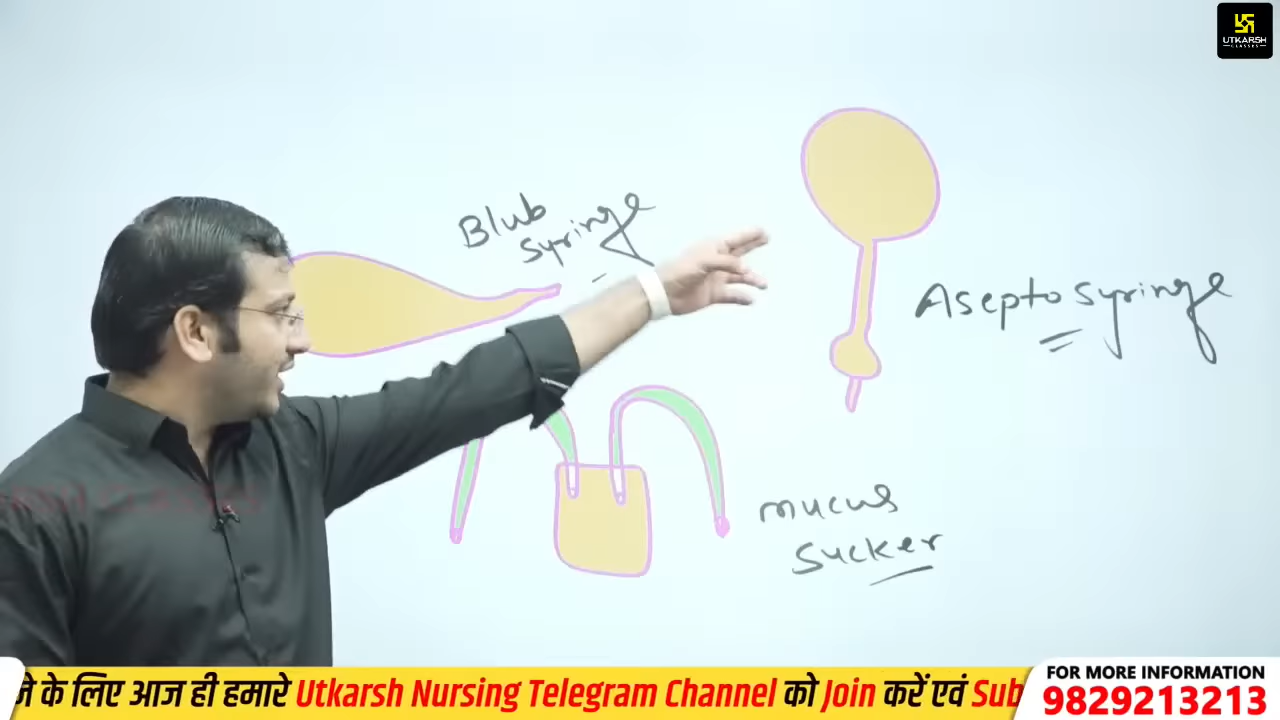 UTKARSH
CLASSES
Blub
Syringe
Asepto Syringe
mucus
Sucker
ने के लिए आज ही हमारे Utkarsh Nursing Telegram Channel को Join करें एवं Sub
FOR MORE INFORMATION
9829213213